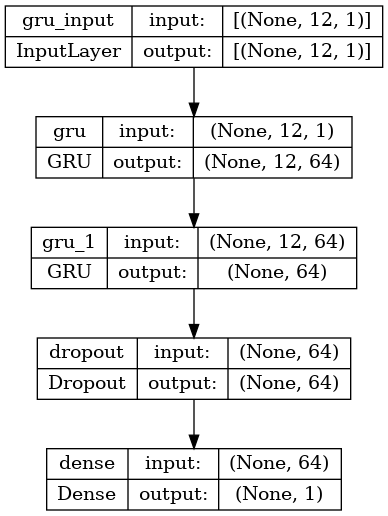 gru_input input: [(None, 12, 1)]
InputLayer output: [(None, 12, 1)]
gru input: (None, 12, 1)
GRU output: (None, 12, 64)
gru_1 input: (None, 12, 64)
GRU output: (None, 64)
dropout input: (None, 64)
Dropout output: (None, 64)
dense input: (None, 64)
Dense output: (None, 1)